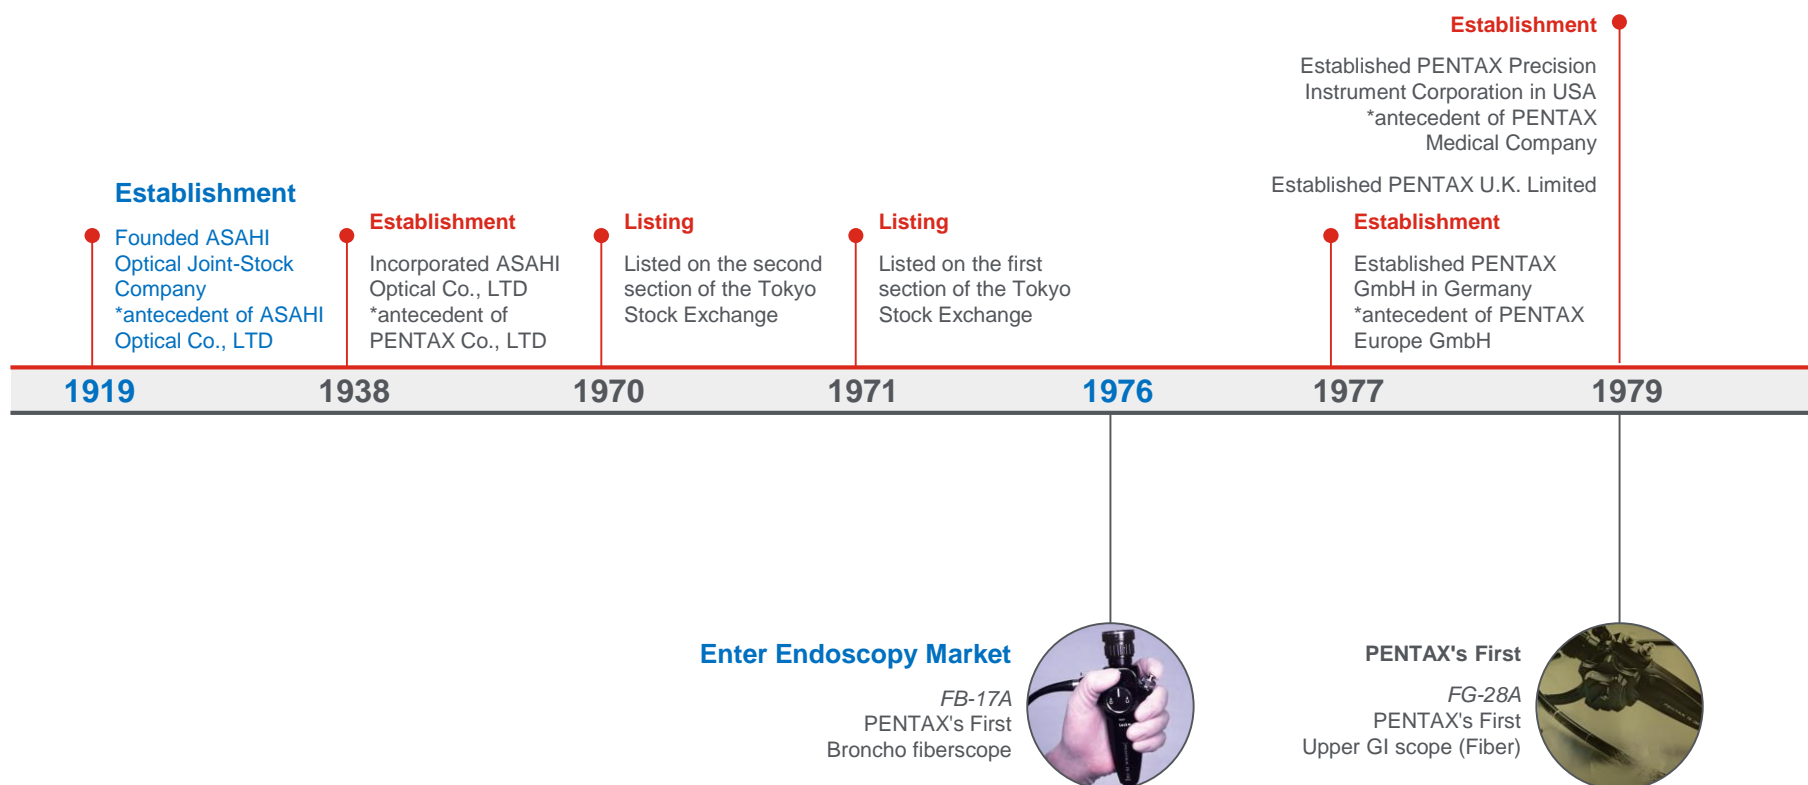 Establishment
Established PENTAX Precision
Instrument Corporation in USA
*antecedent of PENTAX
Medical Company
Established PENTAX U.K. Limited
Establishment
Founded ASAHI
Optical Joint-Stock
Company
*antecedent of ASAHI
Optical Co., LTD
Establishment
Incorporated ASAHI
Optical Co., LTD
*antecedent of
PENTAX Co., LTD
Listing
Listed on the second
section of the Tokyo
Stock Exchange
Listing
Listed on the first
section of the Tokyo
Stock Exchange
Establishment
Established PENTAX
GmbH in Germany
*antecedent of PENTAX
Europe GmbH
1919
1938
1970
1971
1976
1977
1979
Enter Endoscopy Market
FB-17A
PENTAX's First
Broncho fiberscope
PENTAX's First
FG-28A
PENTAX's First
Upper GI scope (Fiber)